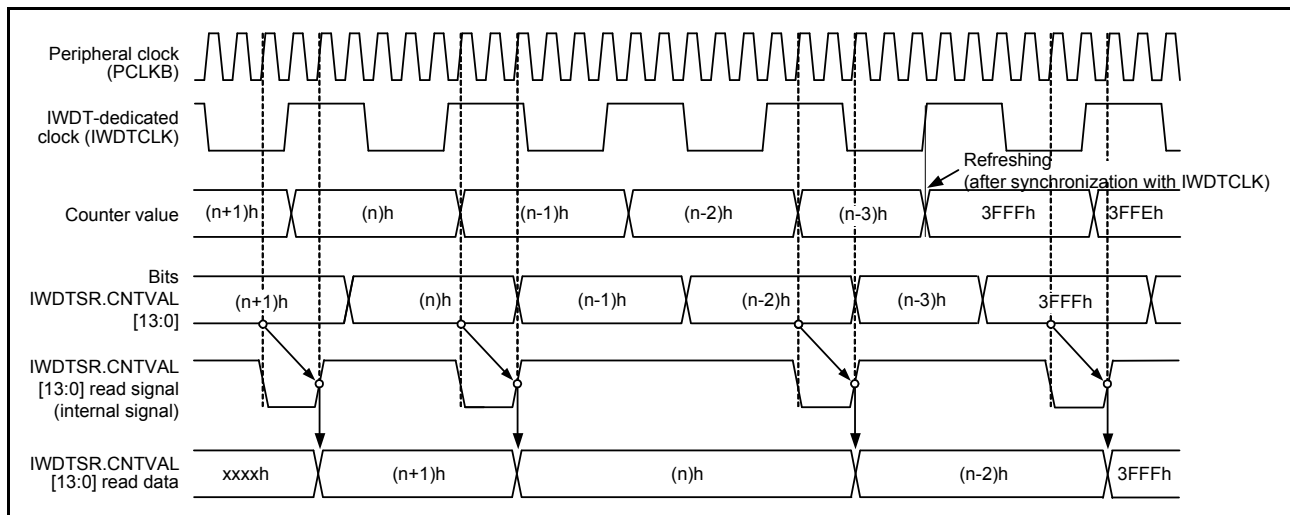 Peripheral clock
(PCLKB)
IWDT-dedicated
clock (IWDTCLK)
Refreshing
(after synchronization with IWDTCLK)
Counter value
(n+1)h
(n)h
(n-1)h
(n-2)h
(n-3)h
3FFFh
3FFEh
Bits
IWDTSR.CNTVAL
[13:0]
(n+1)h
(n)h
(n-1)h
(n-2)h
(n-3)h
3FFFh
IWDTSR.CNTVAL
[13:0] read signal
(internal signal)
IWDTSR.CNTVAL
[13:0] read data
xxxxh
(n+1)h
(n)h
(n-2)h
3FFFh